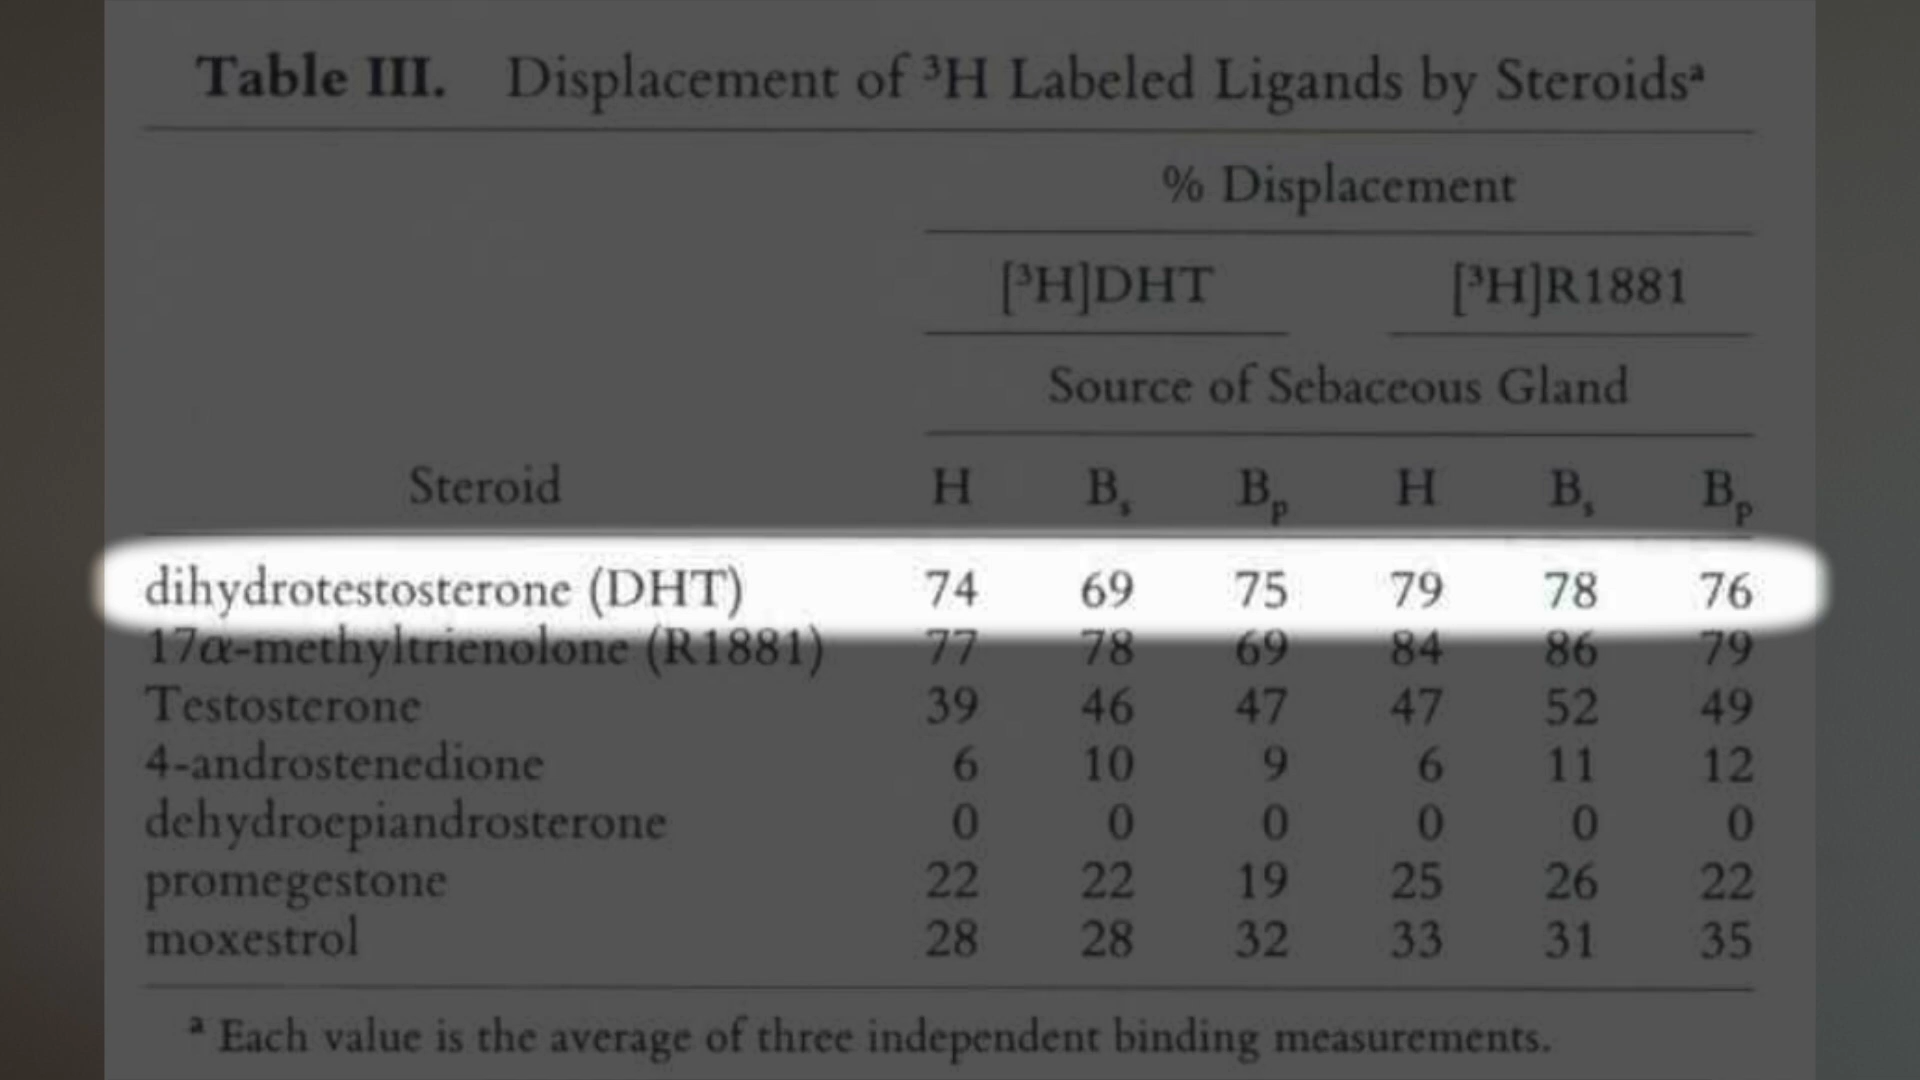 Table III. Displacement of ³H Labeled Ligands by Steroidsᵃ
% Displacement
[³H]DHT [³H]R1881
Source of Sebaceous Gland
Steroid H Bₛ Bₚ H Bₛ Bₚ
dihydrotestosterone (DHT) 74 69 75 79 78 76
17α-methyltrienolone (R1881) 77 78 69 84 86 79
Testosterone 39 46 47 47 52 49
4-androstenedione 6 10 9 6 11 12
dehydroepiandrosterone 0 0 0 0 0 0
promegestone 22 22 19 25 26 22
moxestrol 28 28 32 33 31 35
ᵃ Each value is the average of three independent binding measurements.